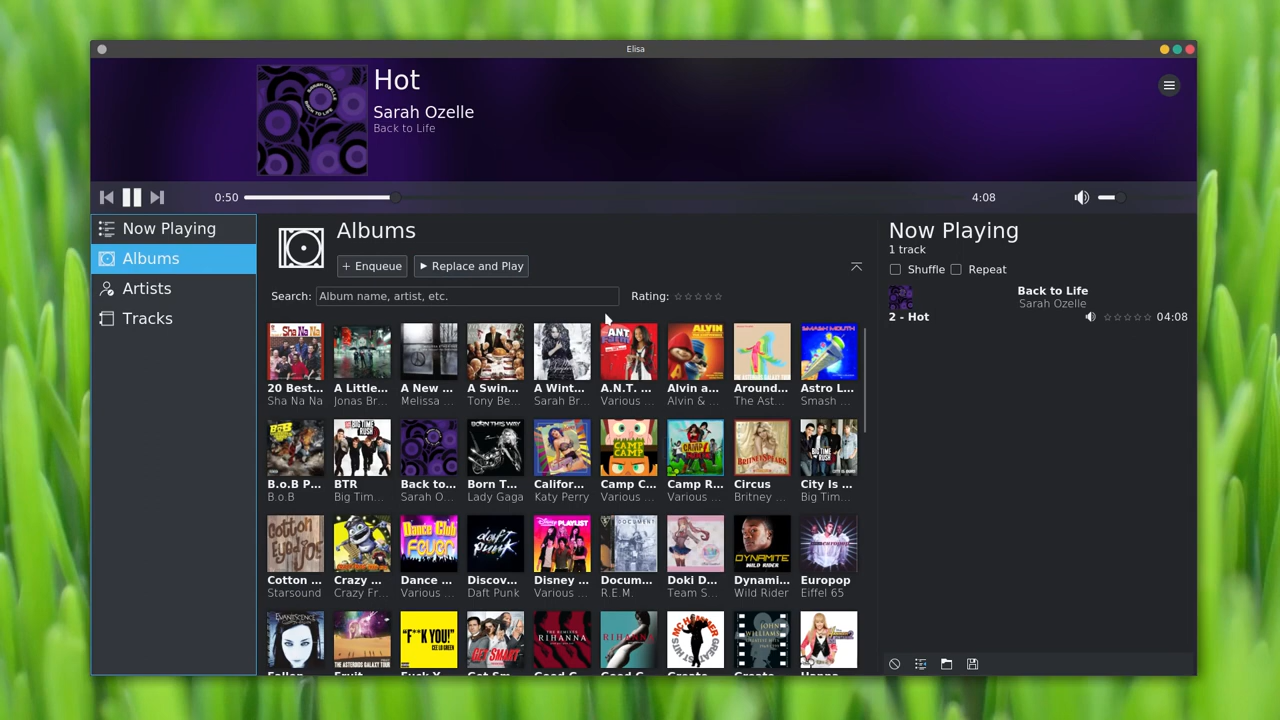 Elisa
Hot
Sarah Ozelle
Back to Life
0:50
4:08
Now Playing
Albums
Artists
Tracks
Albums
+ Enqueue
Replace and Play
Search:
Album name, artist, etc.
Rating:
20 Best... A Little... A New ... A Swin... A Wint... A.N.T. ... Alvin a... Around... Astro L...
Sha Na Na Jonas Br... Melissa ... Tony Be... Sarah Br... Various ... Alvin & ... The Ast... Smash ...
B.o.B P... BTR Back to... Born T... Califor... Camp C... Camp R... Circus City Is ...
B.o.B Big Tim... Sarah O... Lady Gaga Katy Perry Various ... Various ... Britney ... Big Tim...
Cotton ... Crazy ... Dance ... Discov... Disney ... Docum... Doki D... Dynami... Europop
Starsound Crazy Fr... Various ... Daft Punk Various ... R.E.M. Team S... Wild Rider Eiffel 65
Now Playing
1 track
Shuffle
Repeat
Back to Life
Sarah Ozelle
2 - Hot
04:08